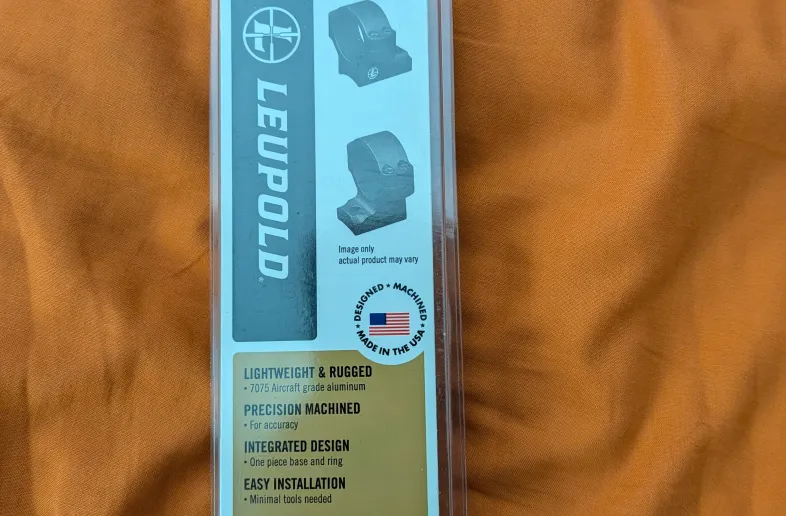 LEUPOLD
Image only
actual product may vary
DESIGNED ★ MACHINED ★ MADE IN THE USA ★
LIGHTWEIGHT & RUGGED
• 7075 Aircraft grade aluminum
PRECISION MACHINED
• For accuracy
INTEGRATED DESIGN
• One piece base and ring
EASY INSTALLATION
• Minimal tools needed